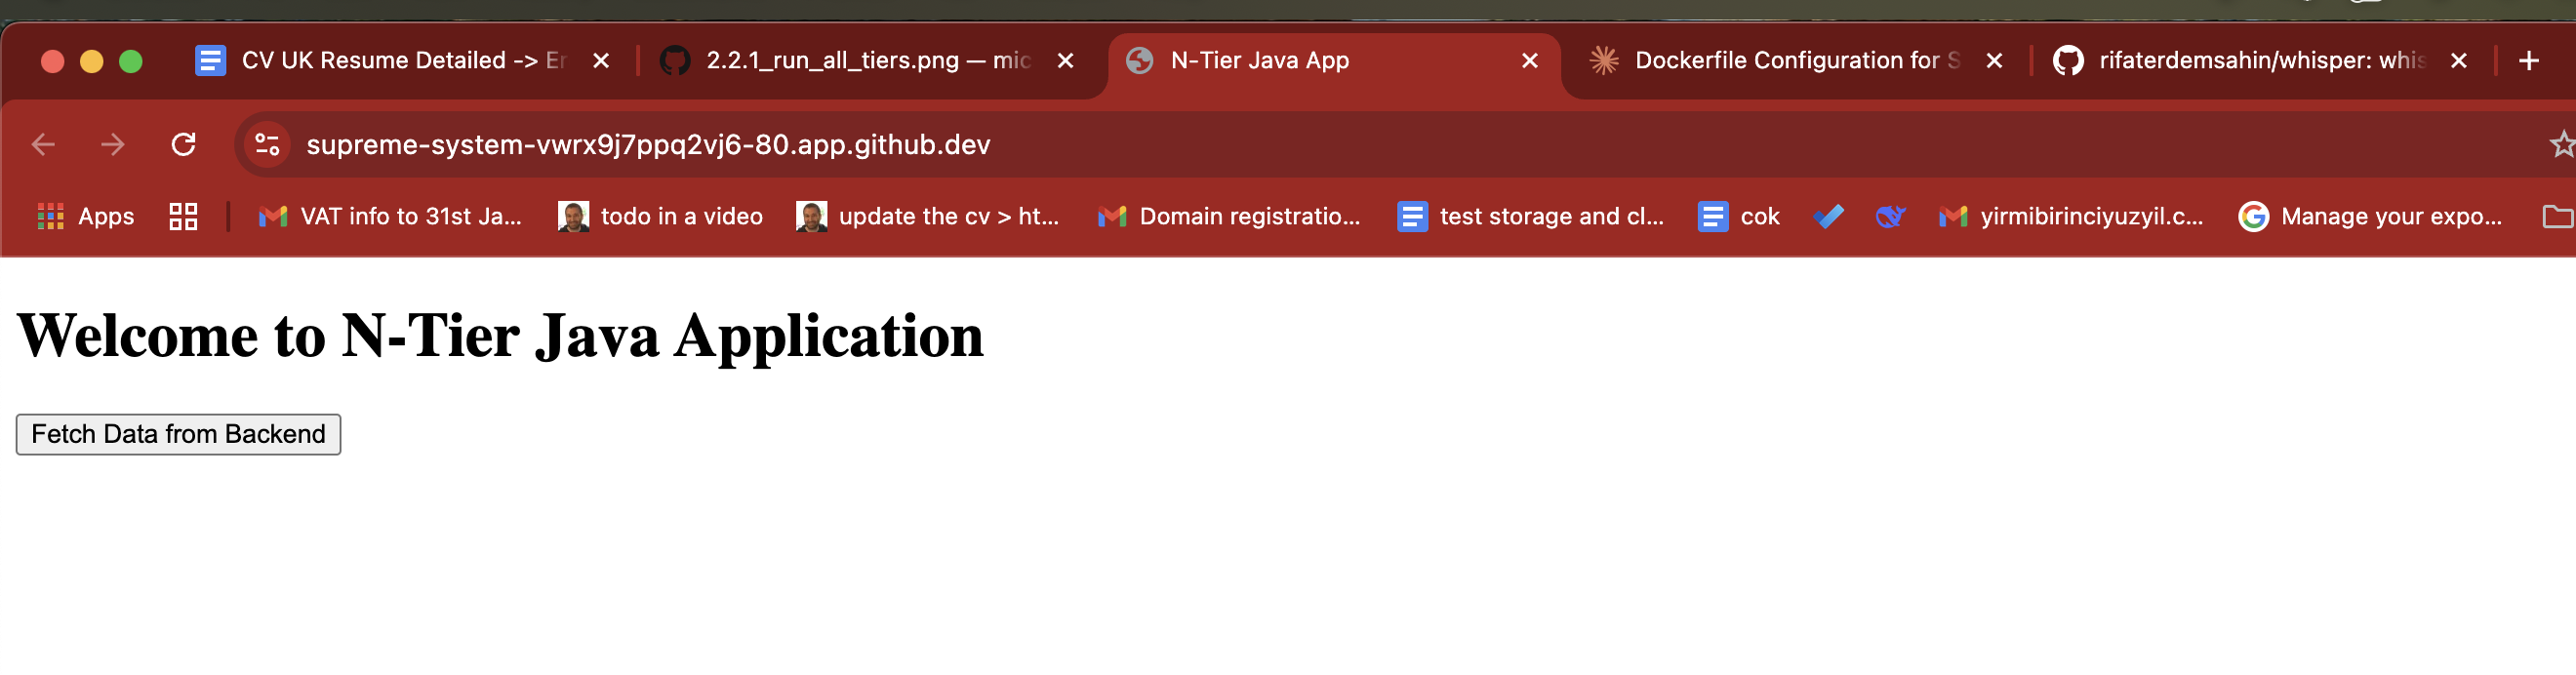 CV UK Resume Detailed -> Er
2.2.1_run_all_tiers.png — mic
N-Tier Java App
Dockerfile Configuration for S
rifaterdemsahin/whisper: whis
supreme-system-vwrx9j7ppq2vj6-80.app.github.dev
Apps
VAT info to 31st Ja...
todo in a video
update the cv > ht...
Domain registratio...
test storage and cl...
cok
yirmibirinciyuzyil.c...
Manage your expo...
Welcome to N-Tier Java Application
Fetch Data from Backend